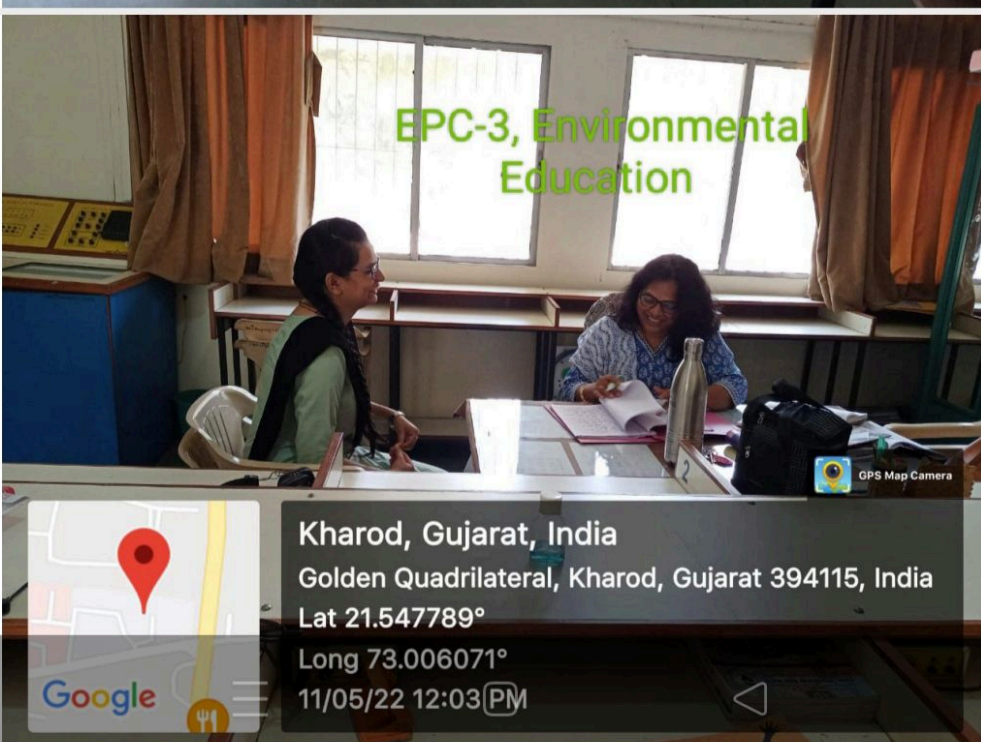 EPC-3, Environmental
Education
GPS Map Camera
Kharod, Gujarat, India
Golden Quadrilateral, Kharod, Gujarat 394115, India
Lat 21.547789°
Long 73.006071°
11/05/22 12:03 PM
Google
2